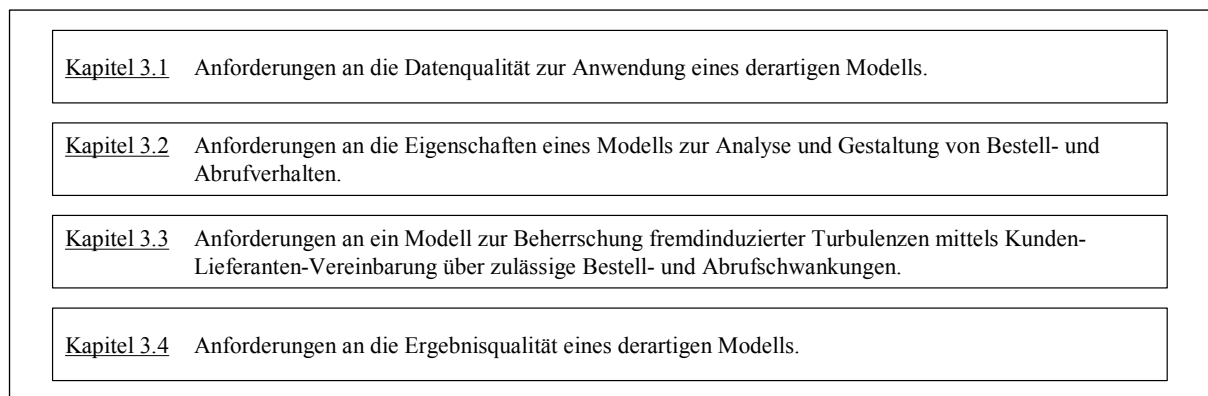 Kapitel 3.1 Anforderungen an die Datenqualität zur Anwendung eines derartigen Modells.
Kapitel 3.2 Anforderungen an die Eigenschaften eines Modells zur Analyse und Gestaltung von Bestell- und
Abrufverhalten.
Kapitel 3.3 Anforderungen an ein Modell zur Beherrschung fremdinduzierter Turbulenzen mittels Kunden-
Lieferanten-Vereinbarung über zulässige Bestell- und Abrufschwankungen.
Kapitel 3.4 Anforderungen an die Ergebnisqualität eines derartigen Modells.